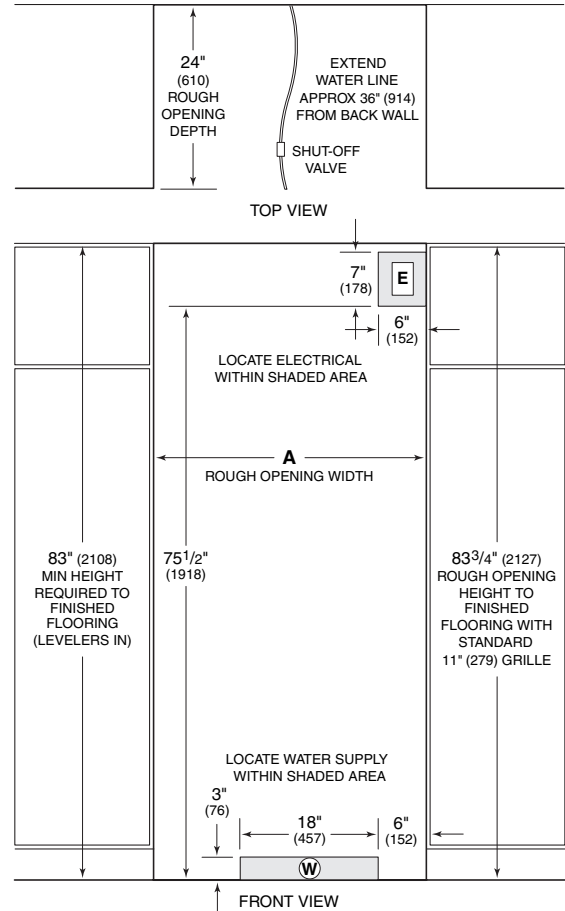 24"
(610)
ROUGH
OPENING
DEPTH
EXTEND
WATER LINE
APPROX 36" (914)
FROM BACK WALL
SHUT-OFF
VALVE
TOP VIEW
7"
(178)
E
6"
(152)
LOCATE ELECTRICAL
WITHIN SHADED AREA
A
ROUGH OPENING WIDTH
83" (2108)
MIN HEIGHT
REQUIRED TO
FINISHED
FLOORING
(LEVELERS IN)
75 1/2"
(1918)
83 3/4" (2127)
ROUGH OPENING
HEIGHT TO
FINISHED
FLOORING WITH
STANDARD
11" (279) GRILLE
LOCATE WATER SUPPLY
WITHIN SHADED AREA
3"
(76)
18"
(457)
6"
(152)
W
FRONT VIEW